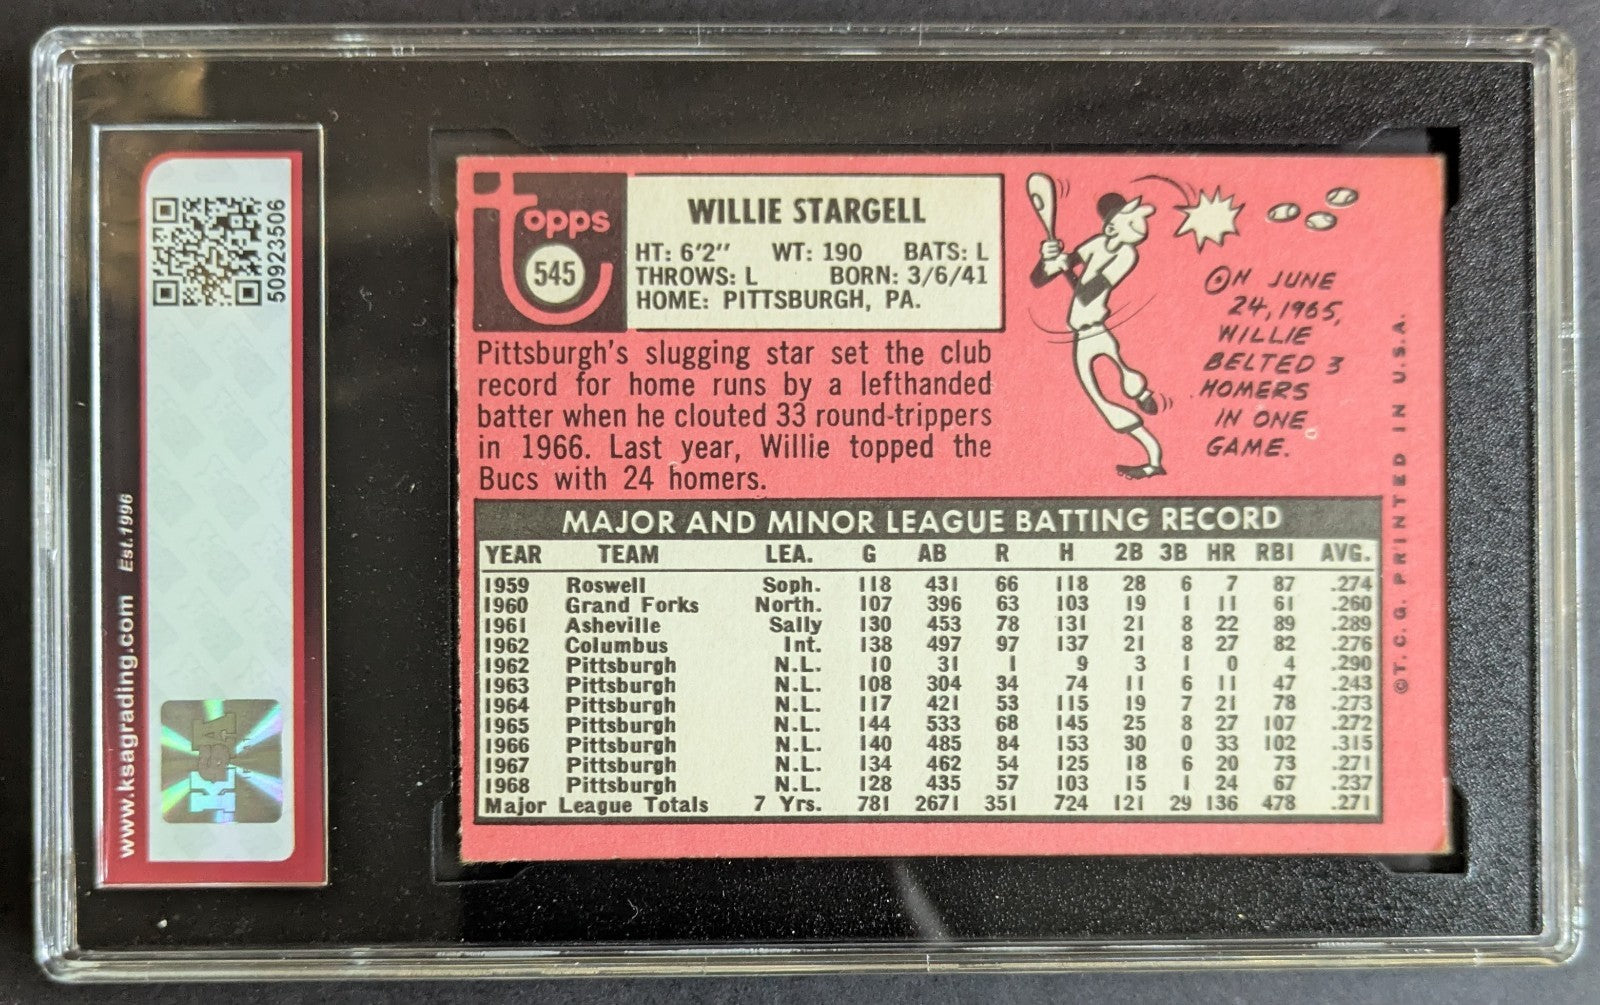 50923506
www.ksagrading.com Est.1996
KSA
topps
545
WILLIE STARGELL
HT: 6'2" WT: 190 BATS: L
THROWS: L BORN: 3/6/41
HOME: PITTSBURGH, PA.
Pittsburgh's slugging star set the club
record for home runs by a lefthanded
batter when he clouted 33 round-trippers
in 1966. Last year, Willie topped the
Bucs with 24 homers.
ON JUNE
24, 1965,
WILLIE
BELTED 3
HOMERS
IN ONE
GAME.
MAJOR AND MINOR LEAGUE BATTING RECORD
YEAR TEAM LEA. G AB R H 2B 3B HR RBI AVG.
1959 Roswell Soph. 118 431 66 118 28 6 7 87 .274
1960 Grand Forks North. 107 396 63 103 19 1 11 61 .260
1961 Asheville Sally 130 453 78 131 21 8 22 89 .289
1962 Columbus Int. 138 497 97 137 21 8 27 82 .276
1962 Pittsburgh N.L. 10 31 1 9 3 1 0 4 .290
1963 Pittsburgh N.L. 108 304 34 74 11 6 11 47 .243
1964 Pittsburgh N.L. 117 421 53 115 19 7 21 78 .273
1965 Pittsburgh N.L. 144 533 68 145 25 8 27 107 .272
1966 Pittsburgh N.L. 140 485 84 153 30 0 33 102 .315
1967 Pittsburgh N.L. 134 462 54 125 18 6 20 73 .271
1968 Pittsburgh N.L. 128 435 57 103 15 1 24 67 .237
Major League Totals 7 Yrs. 781 2671 351 724 121 29 136 478 .271
©T.C.G. PRINTED IN U.S.A.